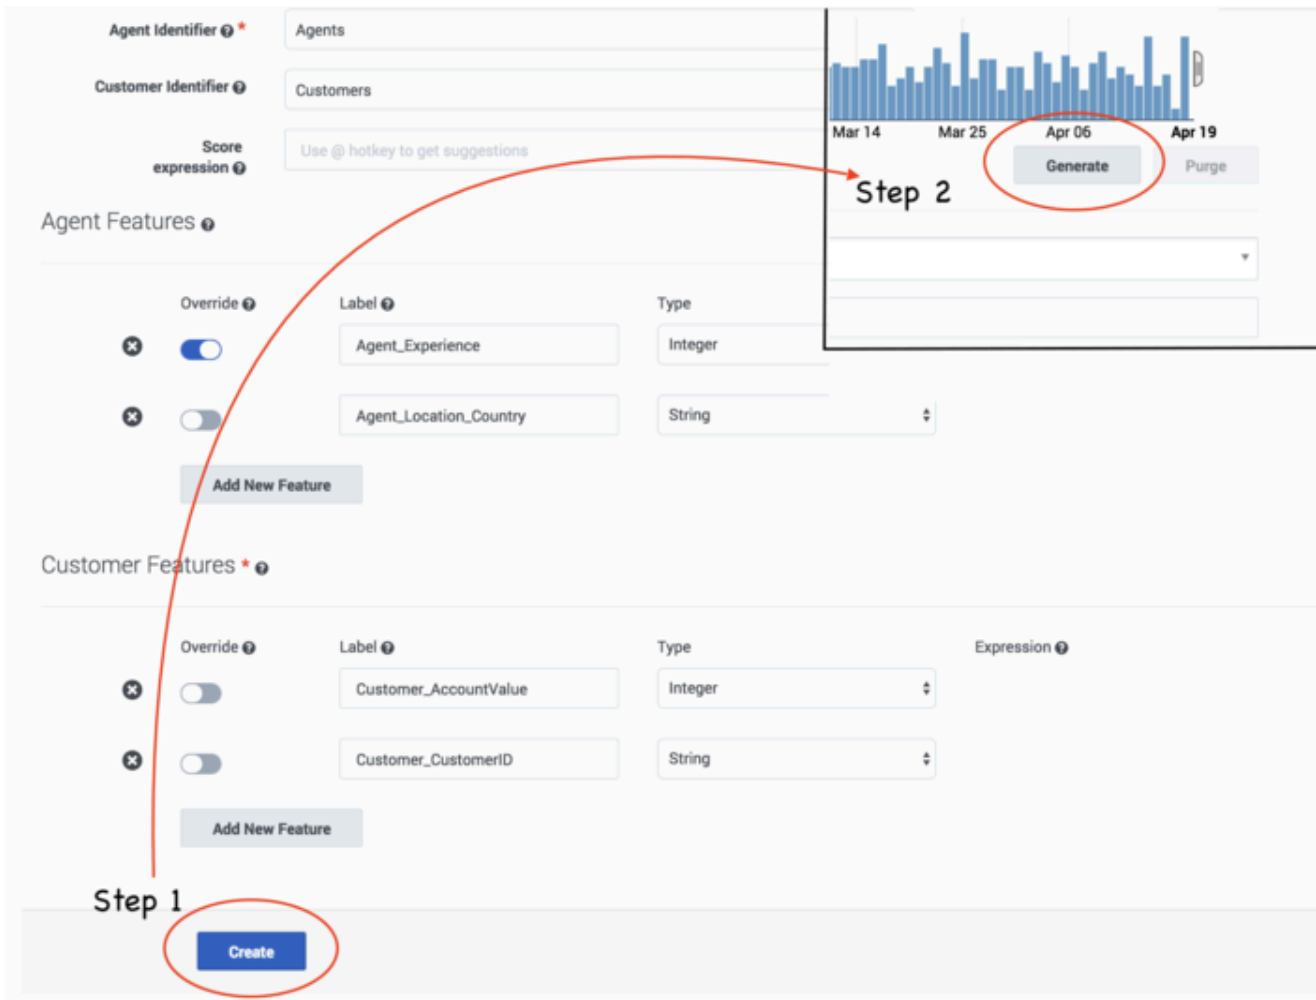 Agent Identifier *
Agents
Customer Identifier
Customers
Score
expression
Use @ hotkey to get suggestions
Mar 14 Mar 25 Apr 06 Apr 19
Generate Purge
Step 2
Agent Features
Override Label Type
Agent_Experience Integer
Agent_Location_Country String
Add New Feature
Customer Features *
Override Label Type Expression
Customer_AccountValue Integer
Customer_CustomerID String
Add New Feature
Step 1
Create